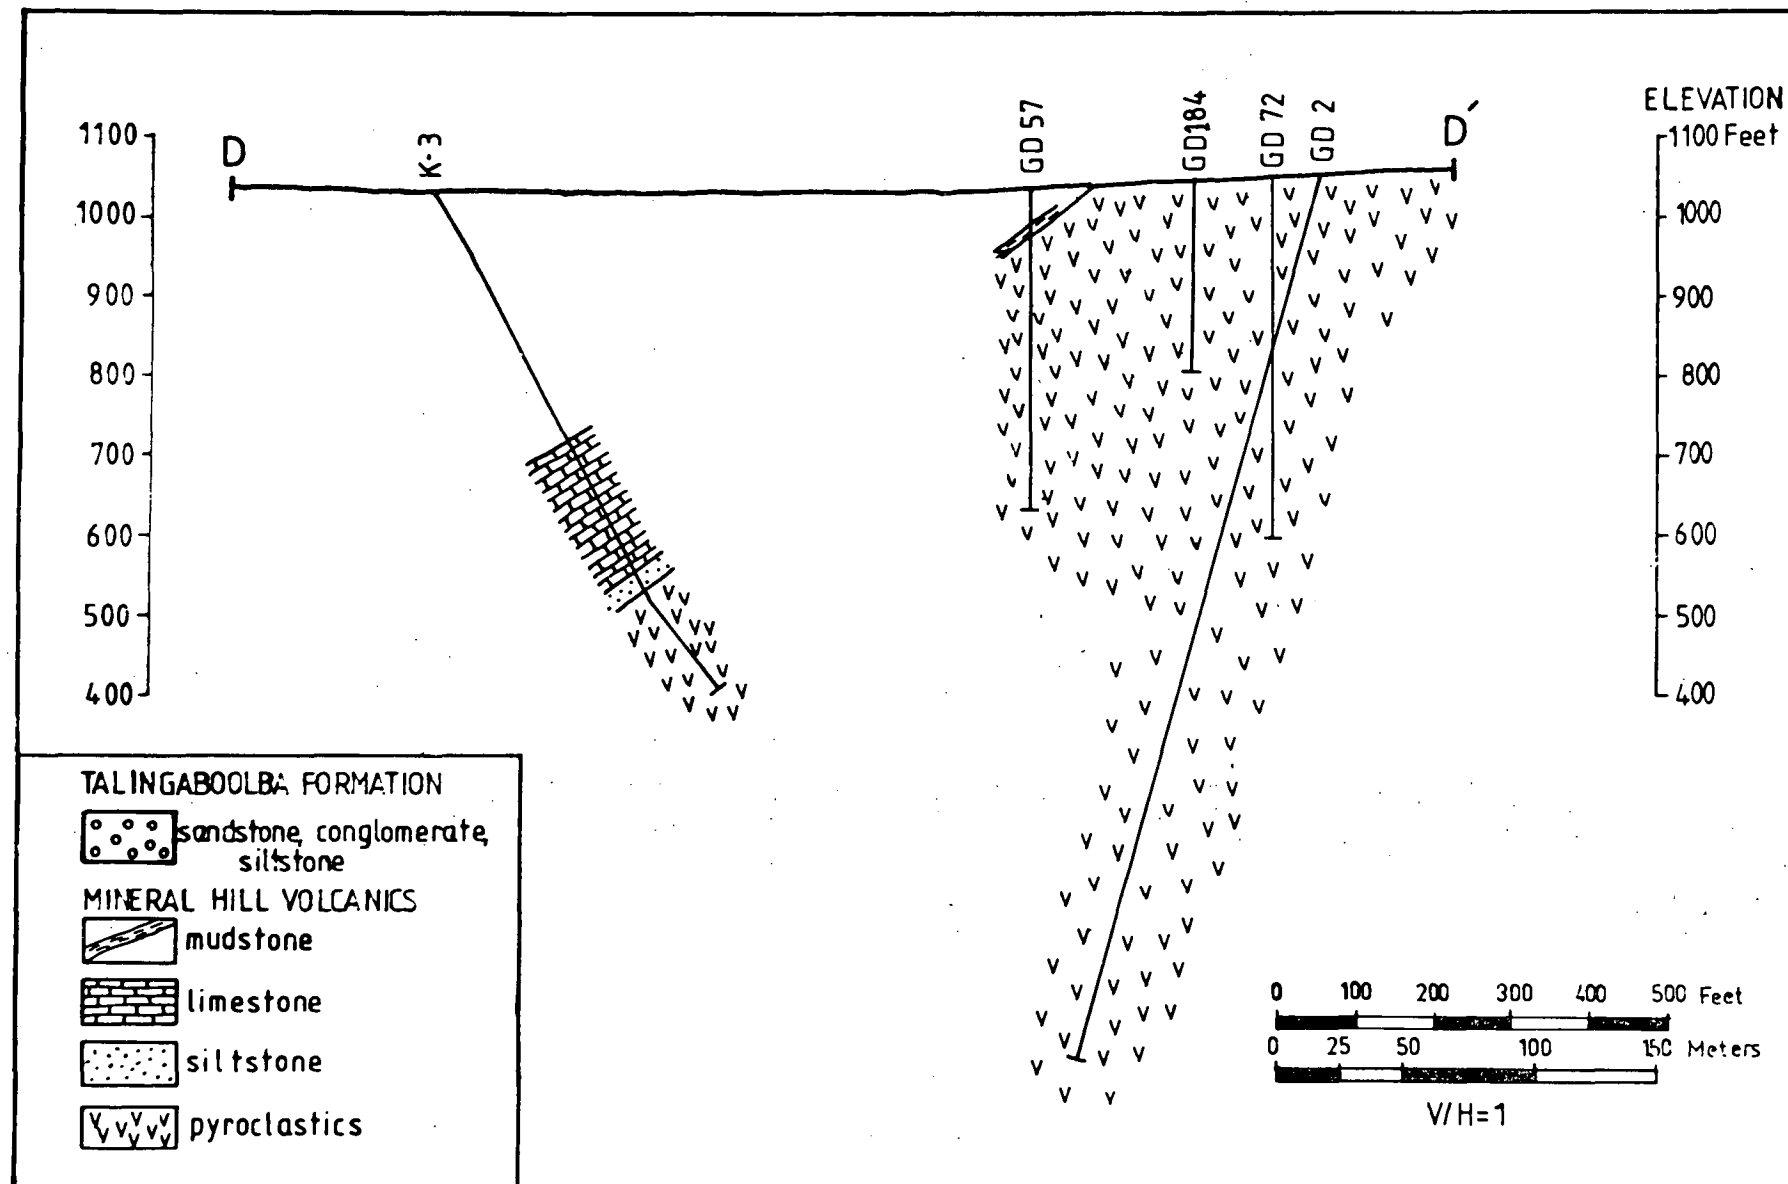 ELEVATION
1100
D
K-3
GD 57
GD184
GD 72
GD 2
D´
1100 Feet
1000
1000
900
900
800
800
700
700
600
600
500
500
400
400
TALINGABOOLBA FORMATION
sandstone, conglomerate,
siltstone
MINERAL HILL VOLCANICS
mudstone
limestone
siltstone
pyroclastics
0 100 200 300 400 500 Feet
0 25 50 100 150 Meters
V/H=1